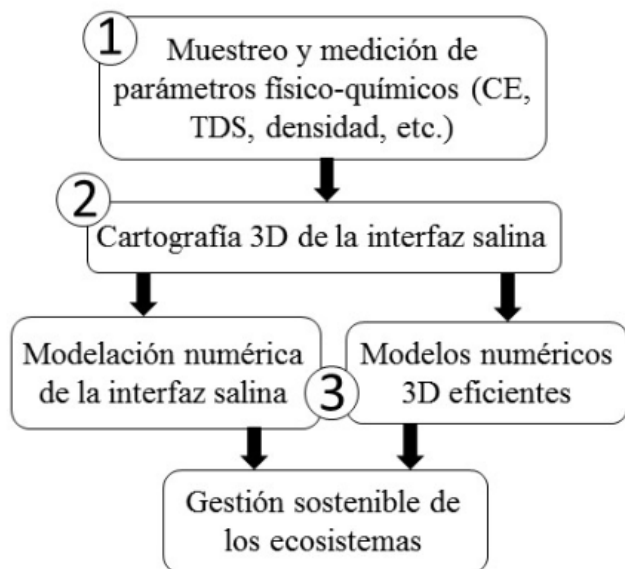 1
Muestreo y medición de
parámetros físico-químicos (CE,
TDS, densidad, etc.)
2
Cartografía 3D de la interfaz salina
Modelación numérica
de la interfaz salina
3
Modelos numéricos
3D eficientes
Gestión sostenible de
los ecosistemas